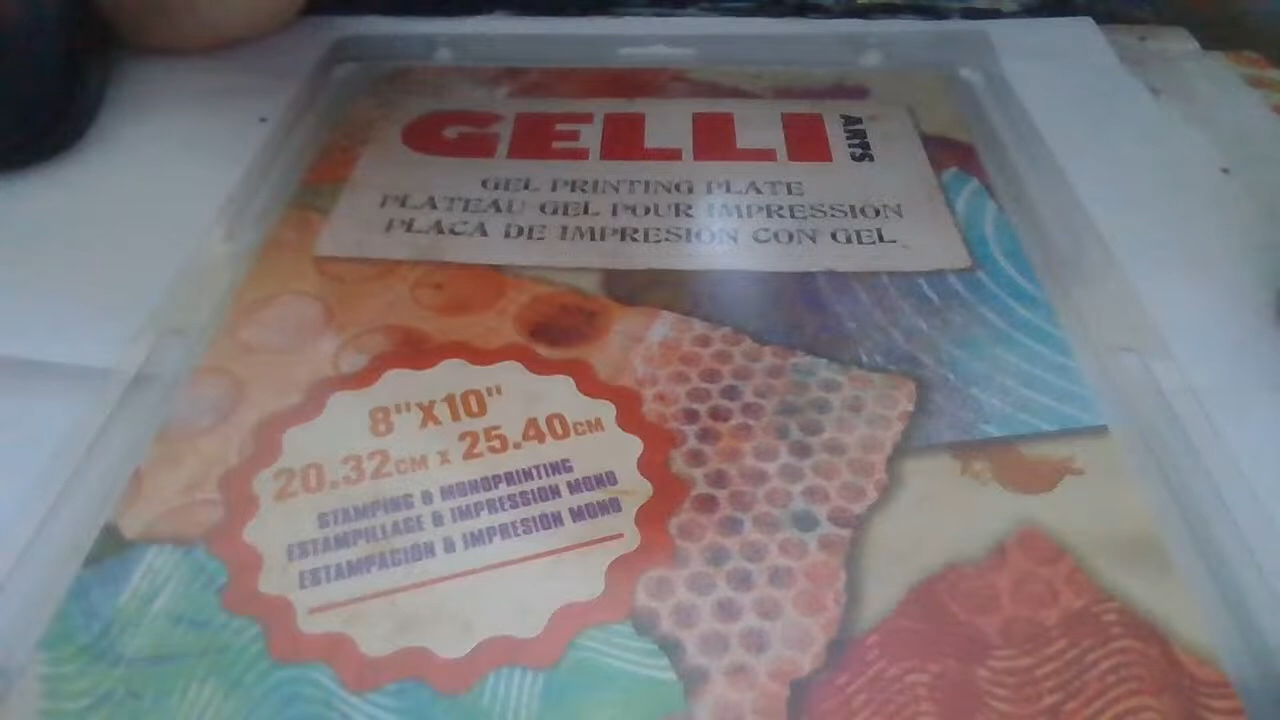 GELLI ARTS
GEL PRINTING PLATE
PLATEAU GEL POUR IMPRESSION
PLACA DE IMPRESIÓN CON GEL
8"X10"
20.32CM X 25.40CM
STAMPING & MONOPRINTING
ESTAMPILLAGE & IMPRESSION MONO
ESTAMPACIÓN & IMPRESIÓN MONO